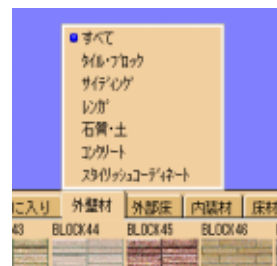 すべて
ﾀｲﾙ・ﾌﾞﾛｯｸ
ｻｲﾃﾞｨﾝｸﾞ
ﾚﾝｶﾞ
石質・土
ｺﾝｸﾘｰﾄ
ｽﾀｲﾘｯｼｭｺｰﾃﾞｨﾈｰﾄ
に入り 外壁材 外部床 内装材 床材
43 BLOCK44 BLOCK45 BLOCK46